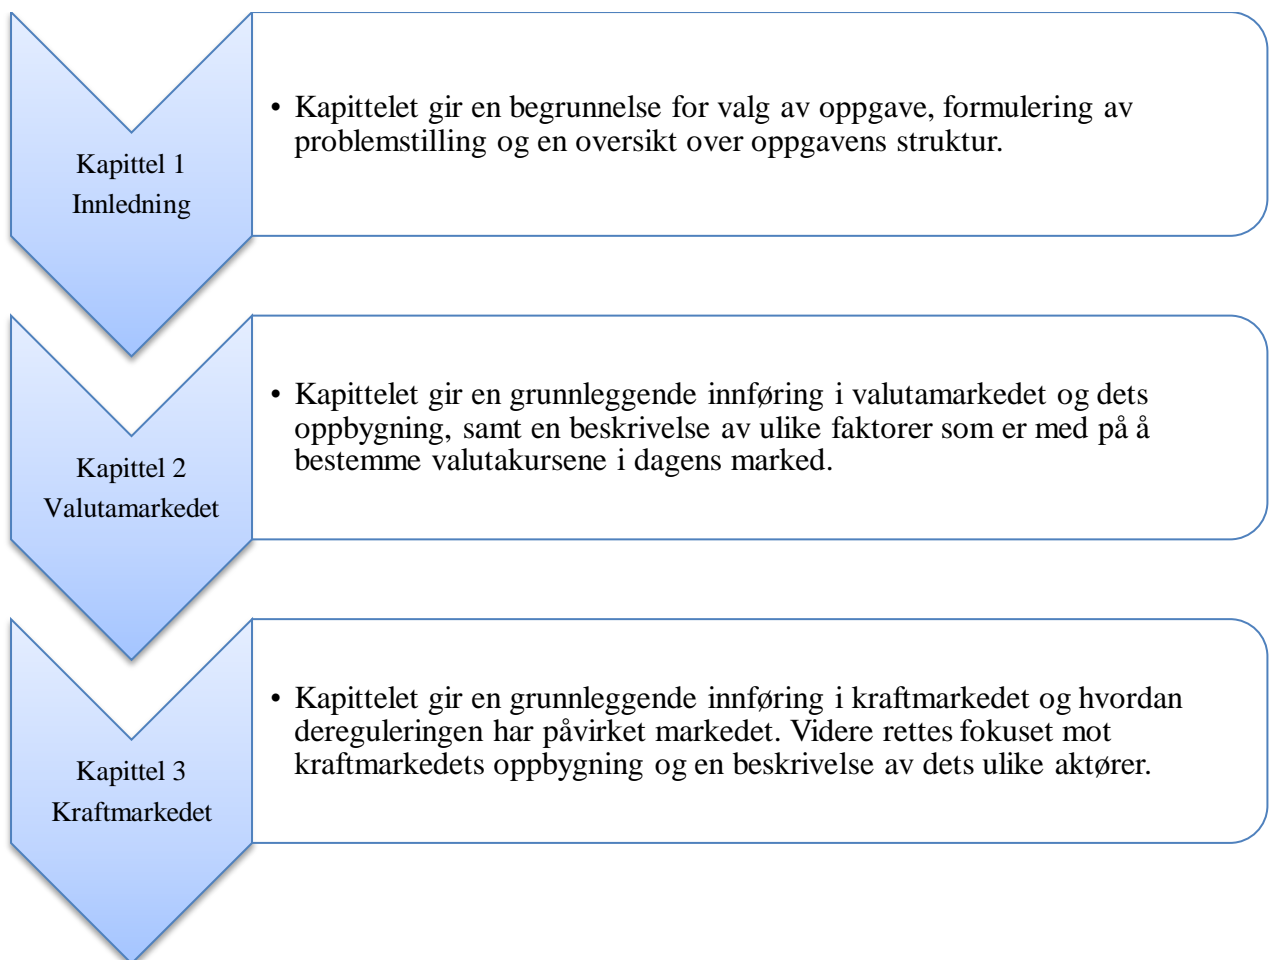 Kapittel 1
Innledning
• Kapittelet gir en begrunnelse for valg av oppgave, formulering av
problemstilling og en oversikt over oppgavens struktur.
Kapittel 2
Valutamarkedet
• Kapittelet gir en grunnleggende innføring i valutamarkedet og dets
oppbygning, samt en beskrivelse av ulike faktorer som er med på å
bestemme valutakursene i dagens marked.
Kapittel 3
Kraftmarkedet
• Kapittelet gir en grunnleggende innføring i kraftmarkedet og hvordan
dereguleringen har påvirket markedet. Videre rettes fokuset mot
kraftmarkedets oppbygning og en beskrivelse av dets ulike aktører.